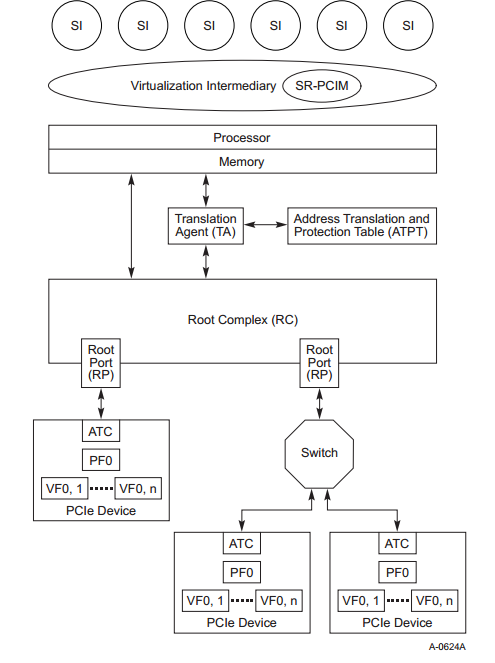 SI SI SI SI SI SI
Virtualization Intermediary SR-PCIM
Processor
Memory
Translation
Agent (TA)
Address Translation and
Protection Table (ATPT)
Root Complex (RC)
Root
Port
(RP)
Root
Port
(RP)
ATC
PF0
VF0, 1 VF0, n
PCIe Device
Switch
ATC
PF0
VF0, 1 VF0, n
PCIe Device
ATC
PF0
VF0, 1 VF0, n
PCIe Device
A-0624A